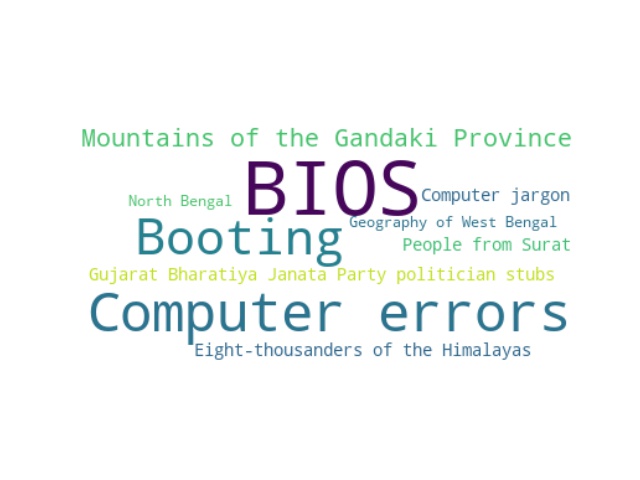 Mountains of the Gandaki Province
BIOS
Computer jargon
North Bengal
Geography of West Bengal
Booting
People from Surat
Gujarat Bharatiya Janata Party politician stubs
Computer errors
Eight-thousanders of the Himalayas